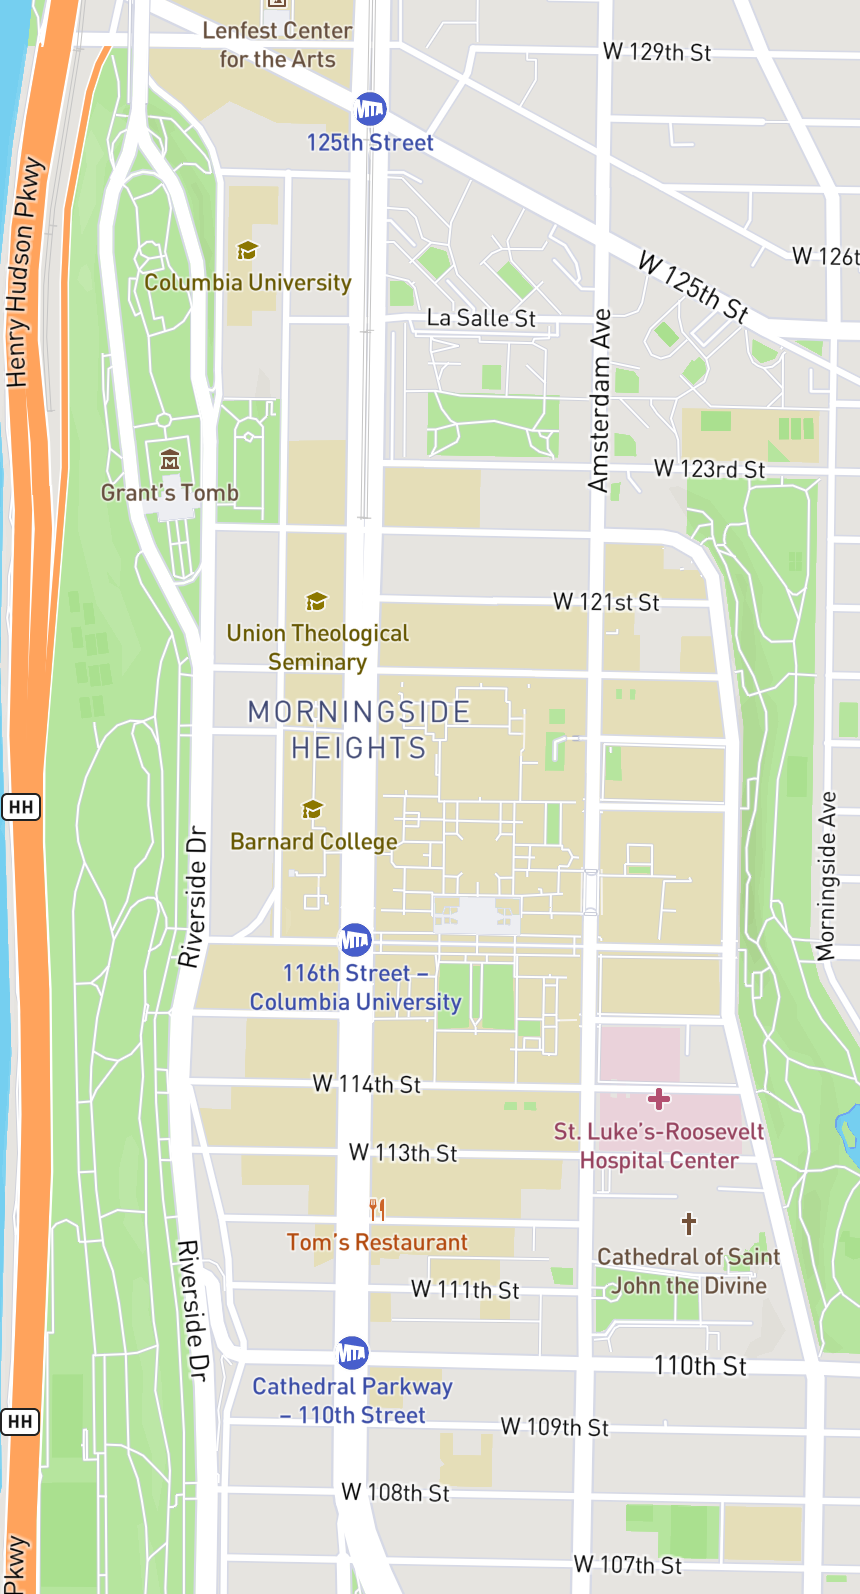 Lenfest Center
for the Arts
W 129th St
MTA
125th Street
Henry Hudson Pkwy
Columbia University
W 126t
W 125th St
La Salle St
Amsterdam Ave
W 123rd St
Grant's Tomb
W 121st St
Union Theological
Seminary
MORNINGSIDE
HEIGHTS
HH
Barnard College
Riverside Dr
Morningside Ave
MTA
116th Street –
Columbia University
W 114th St
St. Luke's-Roosevelt
Hospital Center
W 113th St
Tom's Restaurant
Cathedral of Saint
John the Divine
Riverside Dr
W 111th St
MTA
110th St
Cathedral Parkway
– 110th Street
HH
W 109th St
W 108th St
Pkwy
W 107th St